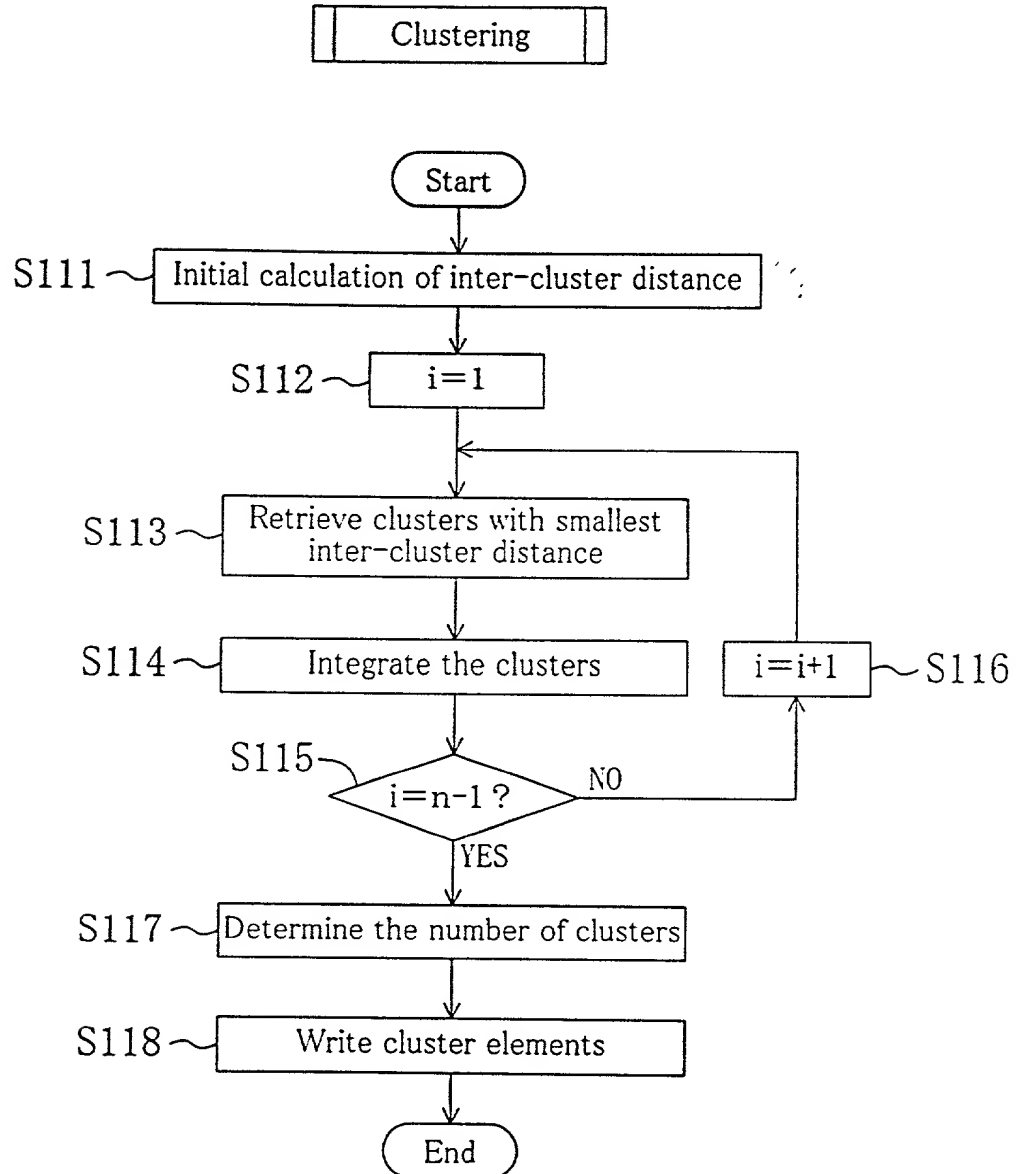 Clustering
Start
S111
Initial calculation of inter-cluster distance
S112
i=1
S113
Retrieve clusters with smallest
inter-cluster distance
S114
Integrate the clusters
i=i+1
S116
S115
i=n-1?
NO
YES
S117
Determine the number of clusters
S118
Write cluster elements
End